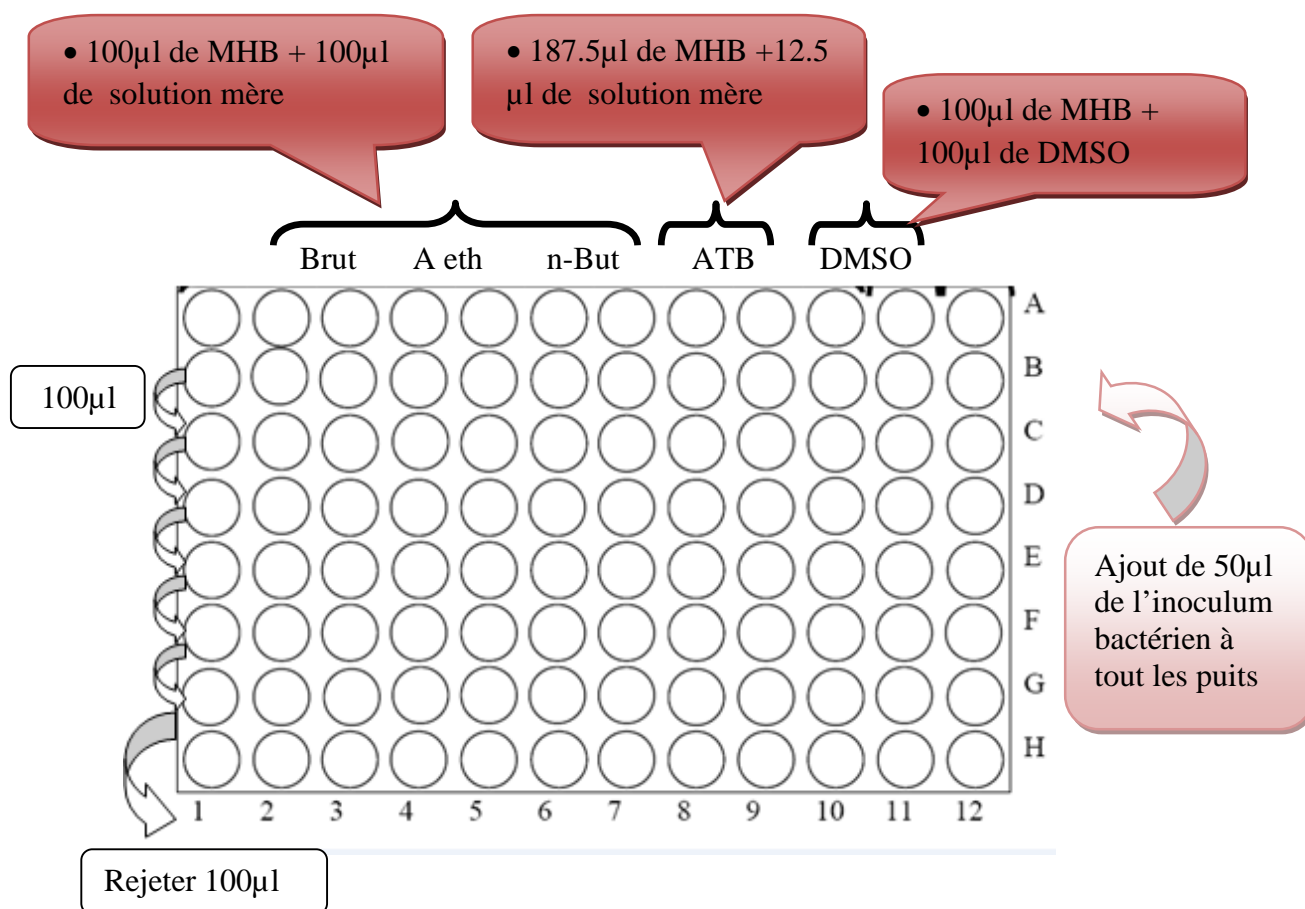 • 100µl de MHB + 100µl
de solution mère
• 187.5µl de MHB +12.5
µl de solution mère
• 100µl de MHB +
100µl de DMSO
Brut A eth n-But ATB DMSO
A
B
100µl
C
D
E
F
G
H
Ajout de 50µl
de l’inoculum
bactérien à
tout les puits
1 2 3 4 5 6 7 8 9 10 11 12
Rejeter 100µl